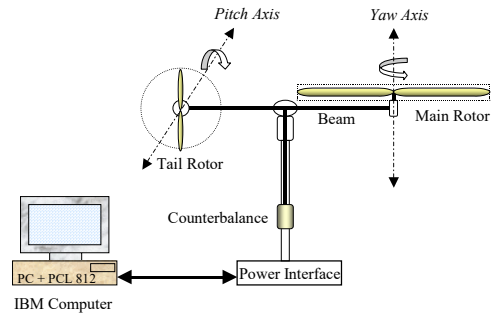 Pitch Axis
Yaw Axis
Beam
Main Rotor
Tail Rotor
Counterbalance
PC + PCL 812
Power Interface
IBM Computer